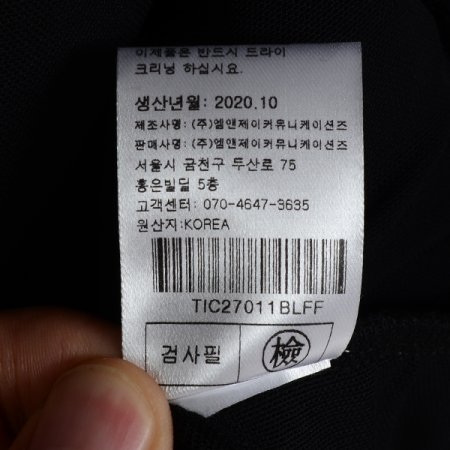 이제품은 반드시 드라이
크리닝 하십시요.
생산년월: 2020.10
제조사명: (주)엠앤제이커뮤니케이션즈
판매사명: (주)엠앤제이커뮤니케이션즈
서울시 금천구 두산로 75
홍은빌딩 5층
고객센터: 070-4647-3635
원산지:KOREA
TIC27011BLFF
검사필 檢